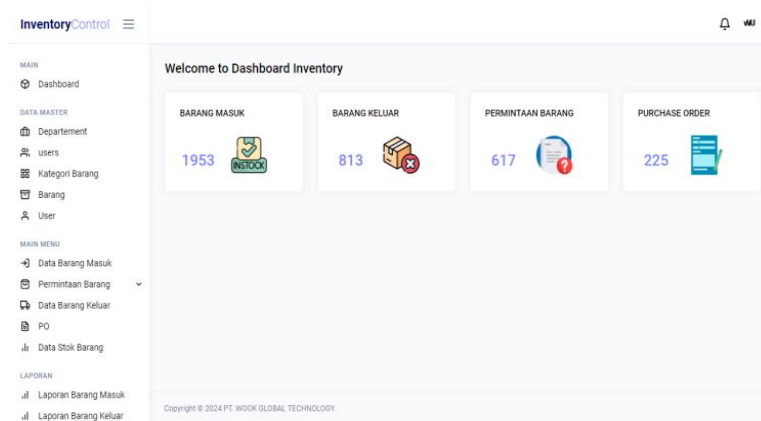 InventoryControl
MAIN
Dashboard
DATA MASTER
Departement
users
Kategori Barang
Barang
User
MAIN MENU
Data Barang Masuk
Permintaan Barang
Data Barang Keluar
PO
Data Stok Barang
LAPORAN
Laporan Barang Masuk
Laporan Barang Keluar
Welcome to Dashboard Inventory
BARANG MASUK
1953
INSTOCK
BARANG KELUAR
813
PERMINTAAN BARANG
617
?
PURCHASE ORDER
225
Copyright © 2024 PT. WOOK GLOBAL TECHNOLOGY.